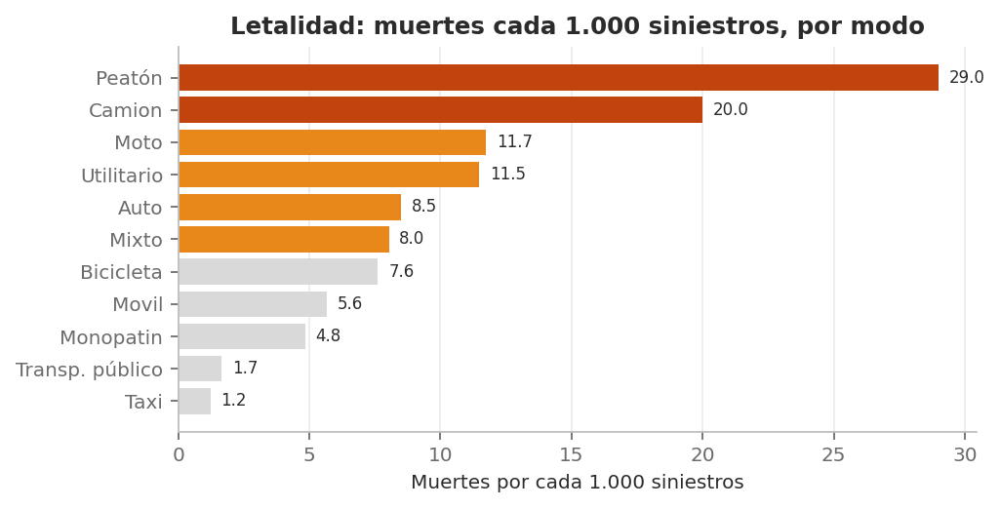 Letalidad: muertes cada 1.000 siniestros, por modo
Peatón 29.0
Camion 20.0
Moto 11.7
Utilitario 11.5
Auto 8.5
Mixto 8.0
Bicicleta 7.6
Movil 5.6
Monopatin 4.8
Transp. público 1.7
Taxi 1.2
0 5 10 15 20 25 30
Muertes por cada 1.000 siniestros